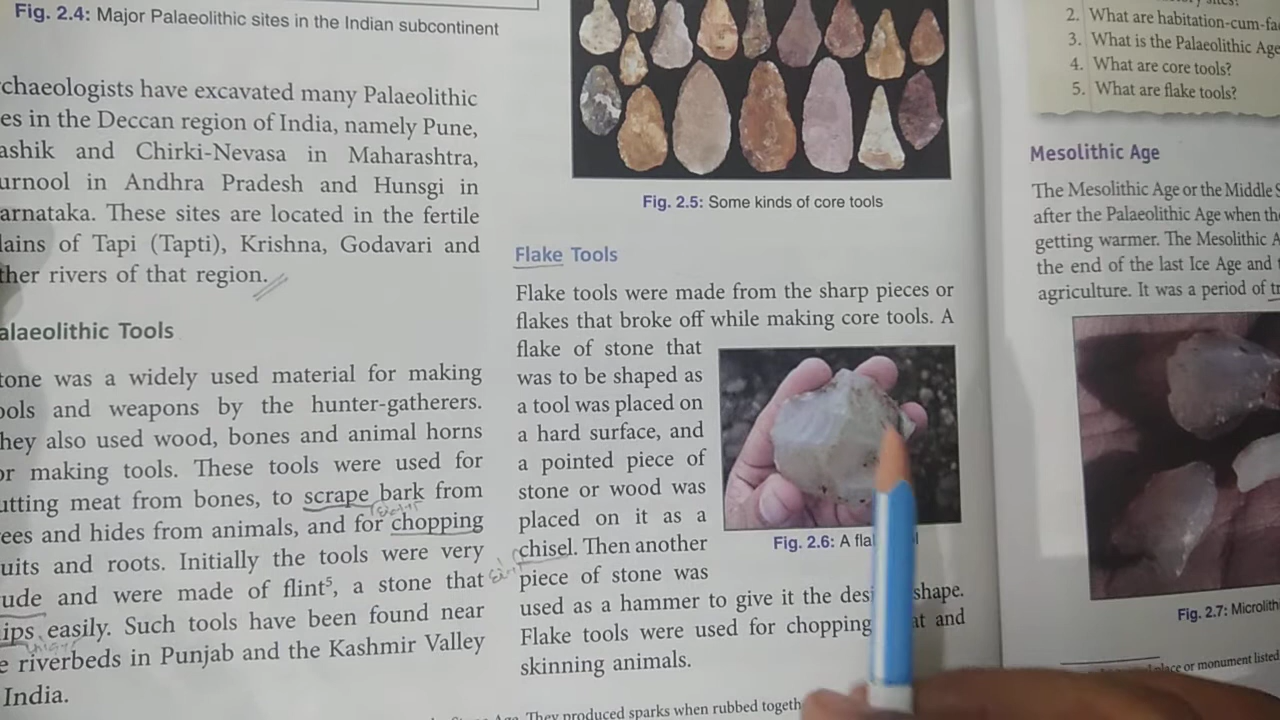 Fig. 2.4: Major Palaeolithic sites in the Indian subcontinent
chaeologists have excavated many Palaeolithic
es in the Deccan region of India, namely Pune,
ashik and Chirki-Nevasa in Maharashtra,
urnool in Andhra Pradesh and Hunsgi in
arnataka. These sites are located in the fertile
lains of Tapi (Tapti), Krishna, Godavari and
ther rivers of that region.
alaeolithic Tools
tone was a widely used material for making
ools and weapons by the hunter-gatherers.
hey also used wood, bones and animal horns
or making tools. These tools were used for
utting meat from bones, to scrape bark from
ees and hides from animals, and for chopping
uits and roots. Initially the tools were very
ude and were made of flint⁵, a stone that
ips easily. Such tools have been found near
e riverbeds in Punjab and the Kashmir Valley
India.
Fig. 2.5: Some kinds of core tools
Flake Tools
Flake tools were made from the sharp pieces or
flakes that broke off while making core tools. A
flake of stone that
was to be shaped as
a tool was placed on
a hard surface, and
a pointed piece of
stone or wood was
placed on it as a
chisel. Then another
piece of stone was
used as a hammer to give it the desi shape.
Flake tools were used for chopping at and
skinning animals.
Fig. 2.6: A fla
They produced sparks when rubbed togeth
2. What are habitation-cum-fa
3. What is the Palaeolithic Age
4. What are core tools?
5. What are flake tools?
Mesolithic Age
The Mesolithic Age or the Middle S
after the Palaeolithic Age when the
getting warmer. The Mesolithic A
the end of the last Ice Age and
agriculture. It was a period of tr
Fig. 2.7: Microlith
place or monument listed